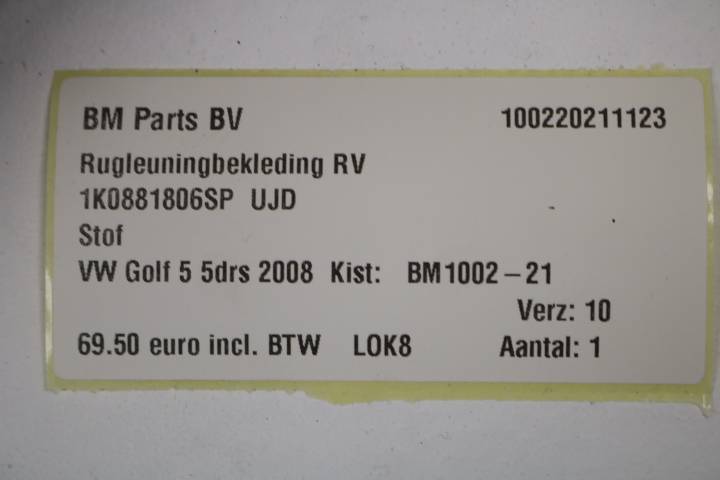 BM Parts BV 100220211123
Rugleuningbekleding RV
1K0881806SP UJD
Stof
VW Golf 5 5drs 2008 Kist: BM1002-21
Verz: 10
69.50 euro incl. BTW LOK8 Aantal: 1